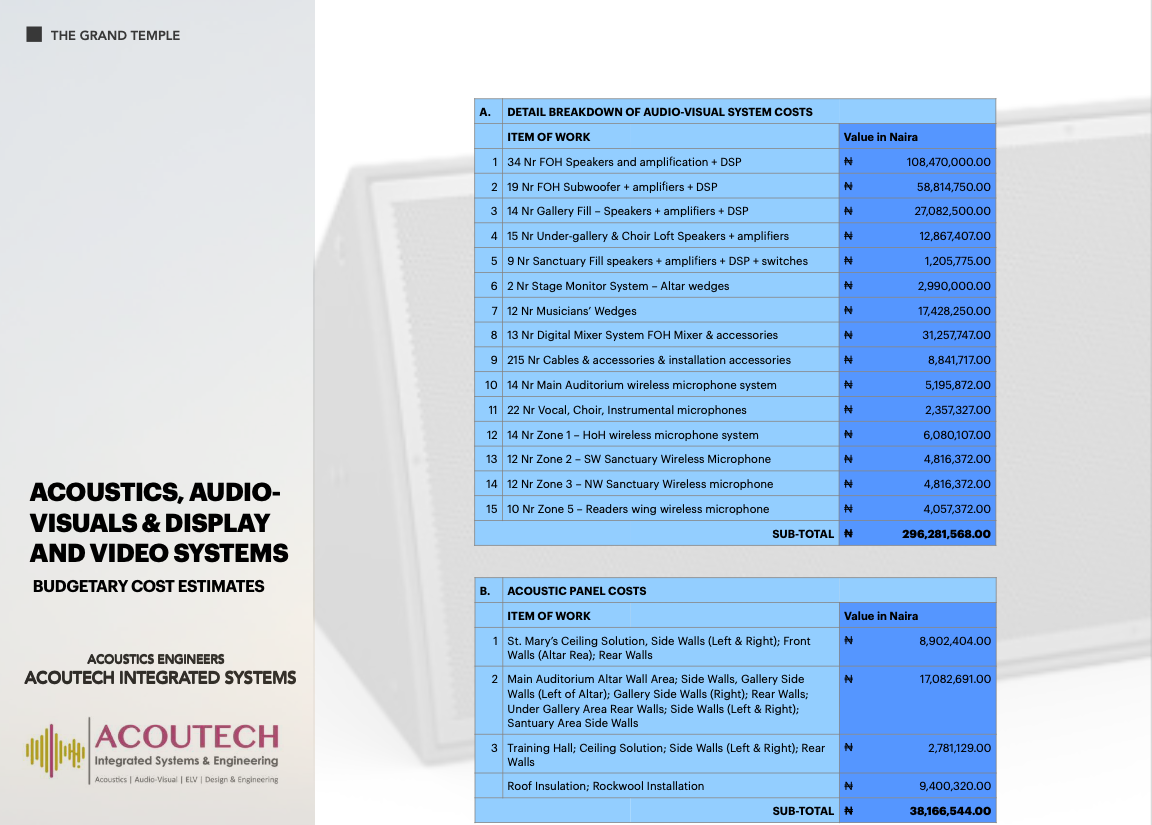 THE GRAND TEMPLE
ACOUSTICS, AUDIO-
VISUALS & DISPLAY
AND VIDEO SYSTEMS
BUDGETARY COST ESTIMATES
ACOUSTICS ENGINEERS
ACOUTECH INTEGRATED SYSTEMS
ACOUTECH
Integrated Systems & Engineering
Acoustics | Audio-Visual | ELV | Design & Engineering
A. DETAIL BREAKDOWN OF AUDIO-VISUAL SYSTEM COSTS
ITEM OF WORK Value in Naira
1 34 Nr FOH Speakers and amplification + DSP ₦ 108,470,000.00
2 19 Nr FOH Subwoofer + amplifiers + DSP ₦ 58,814,750.00
3 14 Nr Gallery Fill – Speakers + amplifiers + DSP ₦ 27,082,500.00
4 15 Nr Under-gallery & Choir Loft Speakers + amplifiers ₦ 12,867,407.00
5 9 Nr Sanctuary Fill speakers + amplifiers + DSP + switches ₦ 1,205,775.00
6 2 Nr Stage Monitor System – Altar wedges ₦ 2,990,000.00
7 12 Nr Musicians’ Wedges ₦ 17,428,250.00
8 13 Nr Digital Mixer System FOH Mixer & accessories ₦ 31,257,747.00
9 215 Nr Cables & accessories & installation accessories ₦ 8,841,717.00
10 14 Nr Main Auditorium wireless microphone system ₦ 5,195,872.00
11 22 Nr Vocal, Choir, Instrumental microphones ₦ 2,357,327.00
12 14 Nr Zone 1 – HoH wireless microphone system ₦ 6,080,107.00
13 12 Nr Zone 2 – SW Sanctuary Wireless Microphone ₦ 4,816,372.00
14 12 Nr Zone 3 – NW Sanctuary Wireless microphone ₦ 4,816,372.00
15 10 Nr Zone 5 – Readers wing wireless microphone ₦ 4,057,372.00
SUB-TOTAL ₦ 296,281,568.00
B. ACOUSTIC PANEL COSTS
ITEM OF WORK Value in Naira
1 St. Mary’s Ceiling Solution, Side Walls (Left & Right); Front ₦ 8,902,404.00
Walls (Altar Rea); Rear Walls
2 Main Auditorium Altar Wall Area; Side Walls, Gallery Side ₦ 17,082,691.00
Walls (Left of Altar); Gallery Side Walls (Right); Rear Walls;
Under Gallery Area Rear Walls; Side Walls (Left & Right);
Santuary Area Side Walls
3 Training Hall; Ceiling Solution; Side Walls (Left & Right); Rear ₦ 2,781,129.00
Walls
Roof Insulation; Rockwool Installation ₦ 9,400,320.00
SUB-TOTAL ₦ 38,166,544.00